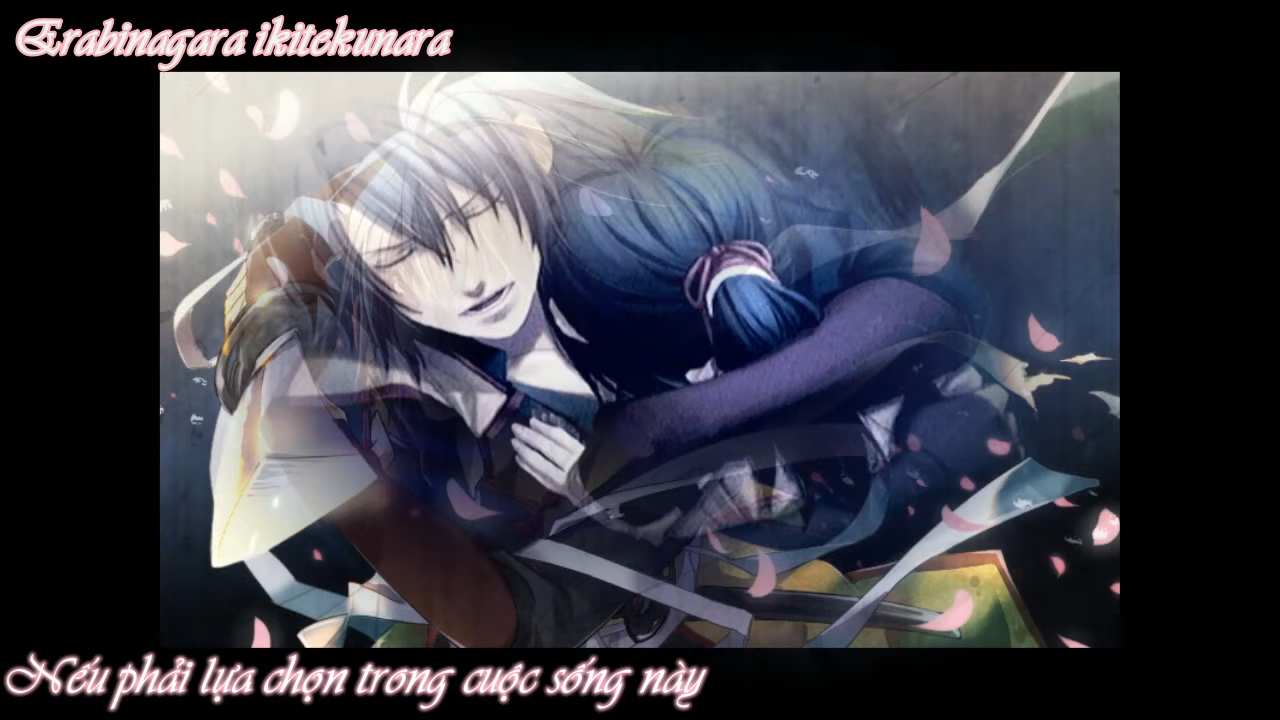 Erabinagara ikitekunara
Nếu phải lựa chọn trong cuộc sống này